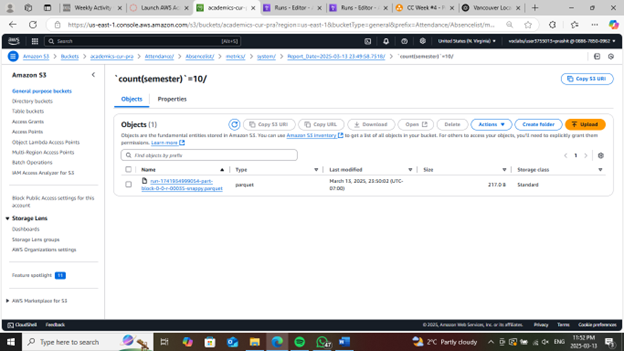 Weekly Activity
Launch AWS Ac
academics-cur-pra
Runs - Editor -
Runs - Editor -
CC Week #4 - P
Vancouver Loo
https://us-east-1.console.aws.amazon.com/s3/buckets/academics-cur-pra?region=us-east-1&bucketType=general&prefix=Attendance/Absencelist/m...
aws
Search
[Alt+S]
United States (N. Virginia)
Amazon S3 > Buckets > academics-cur-pra > Attendance/ > Absencelist/ > metrics/ > system/ > Report_Date=2025-03-13 23:49:58.7318/ > `count(semester)`=10/
Amazon S3
General purpose buckets
Directory buckets
Table buckets
Access Grants
Access Points
Object Lambda Access Points
Multi-Region Access Points
Batch Operations
IAM Access Analyzer for S3
Block Public Access settings for this account
Storage Lens
Dashboards
Storage Lens groups
AWS Organizations settings
Feature spotlight 11
AWS Marketplace for S3
`count(semester)`=10/
Copy S3 URI
Objects
Properties
Objects (1)
Copy S3 URI
Copy URL
Download
Open
Delete
Actions
Create folder
Upload
Objects are the fundamental entities stored in Amazon S3. You can use Amazon S3 inventory to get a list of all objects in your bucket. For others to access your objects, you'll need to explicitly grant them
permissions. Learn more
Find objects by prefix
1
Name
Type
Last modified
Size
Storage class
run-1741934999054-part-
block-0-0-r-00035-snappy.parquet
parquet
March 13, 2025, 23:50:02 (UTC-
07:00)
217.0 B
Standard
CloudShell
Feedback
© 2025, Amazon Web Services, Inc. or its affiliates.
Privacy
Terms
Cookie preferences
Type here to search
2°C Partly cloudy
ENG
11:52 PM
2025-03-13